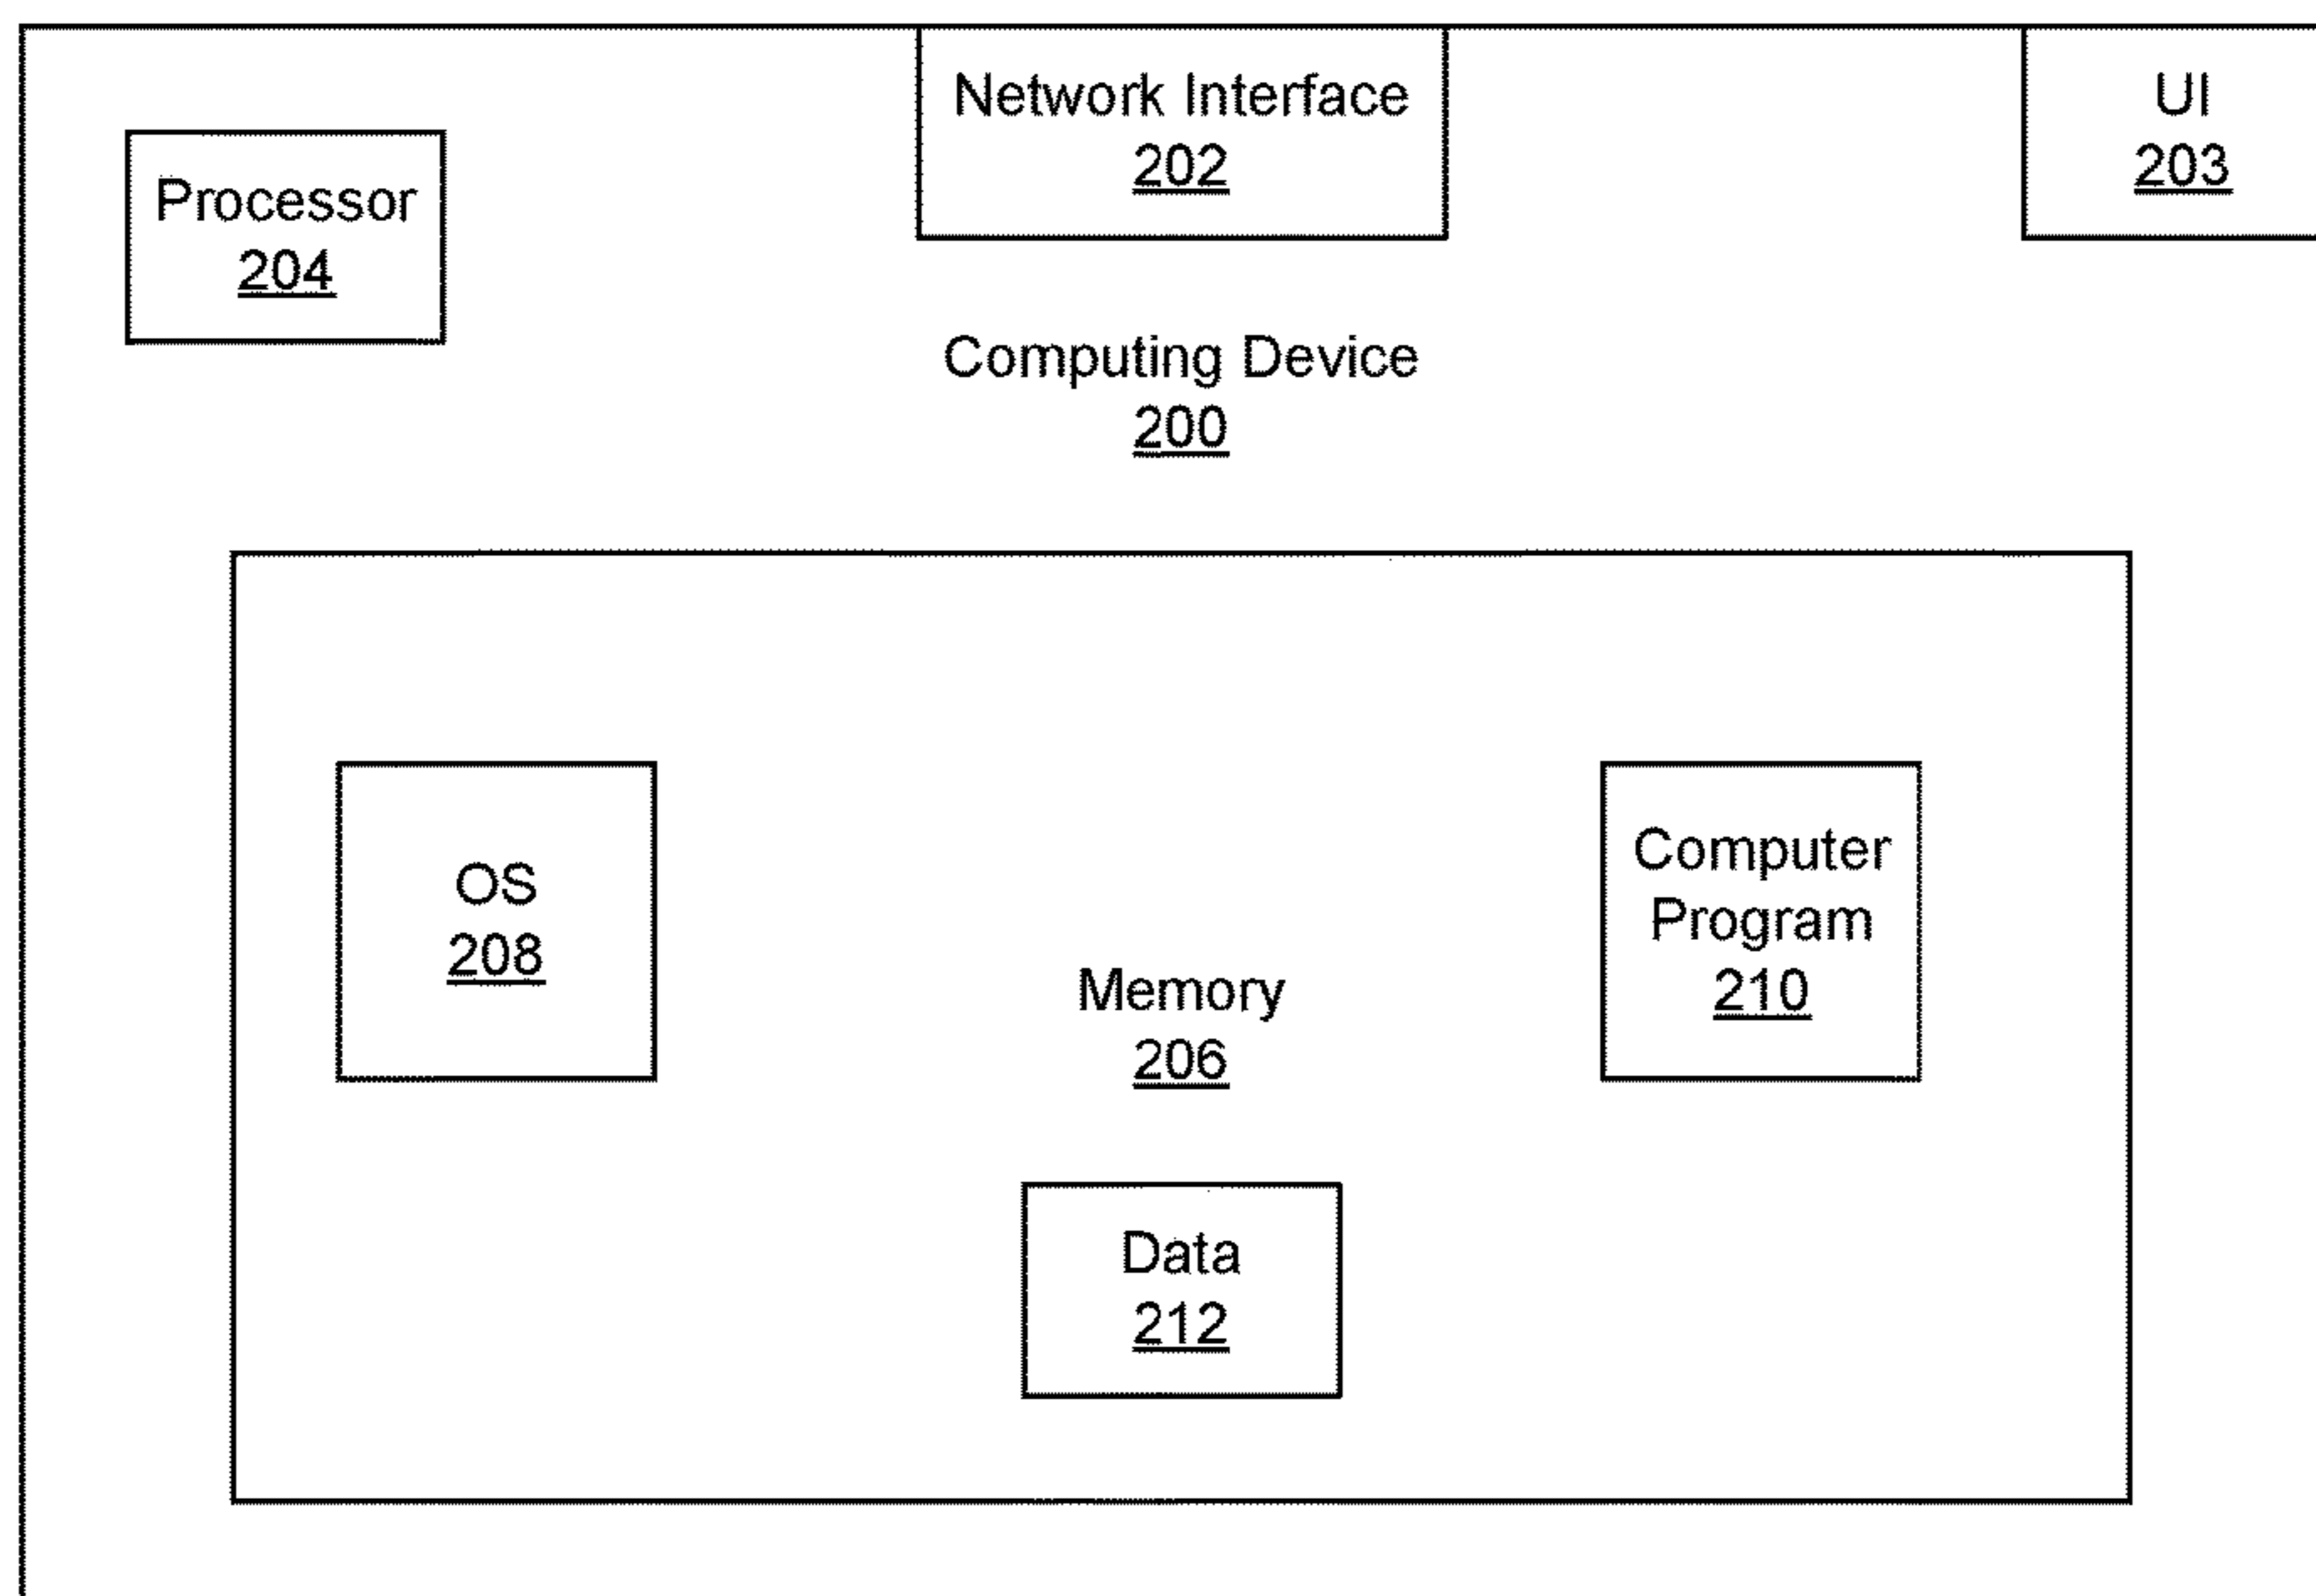 Network Interface
202
UI
203
Processor
204
Computing Device
200
OS
208
Computer
Program
210
Memory
206
Data
212